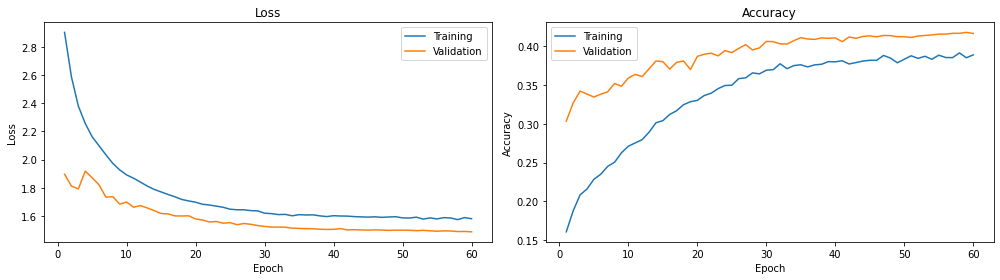 Loss
Training
Validation
2.8
2.6
2.4
2.2
2.0
1.8
1.6
Loss
0 10 20 30 40 50 60
Epoch
Accuracy
Training
Validation
0.40
0.35
0.30
0.25
0.20
0.15
Accuracy
0 10 20 30 40 50 60
Epoch